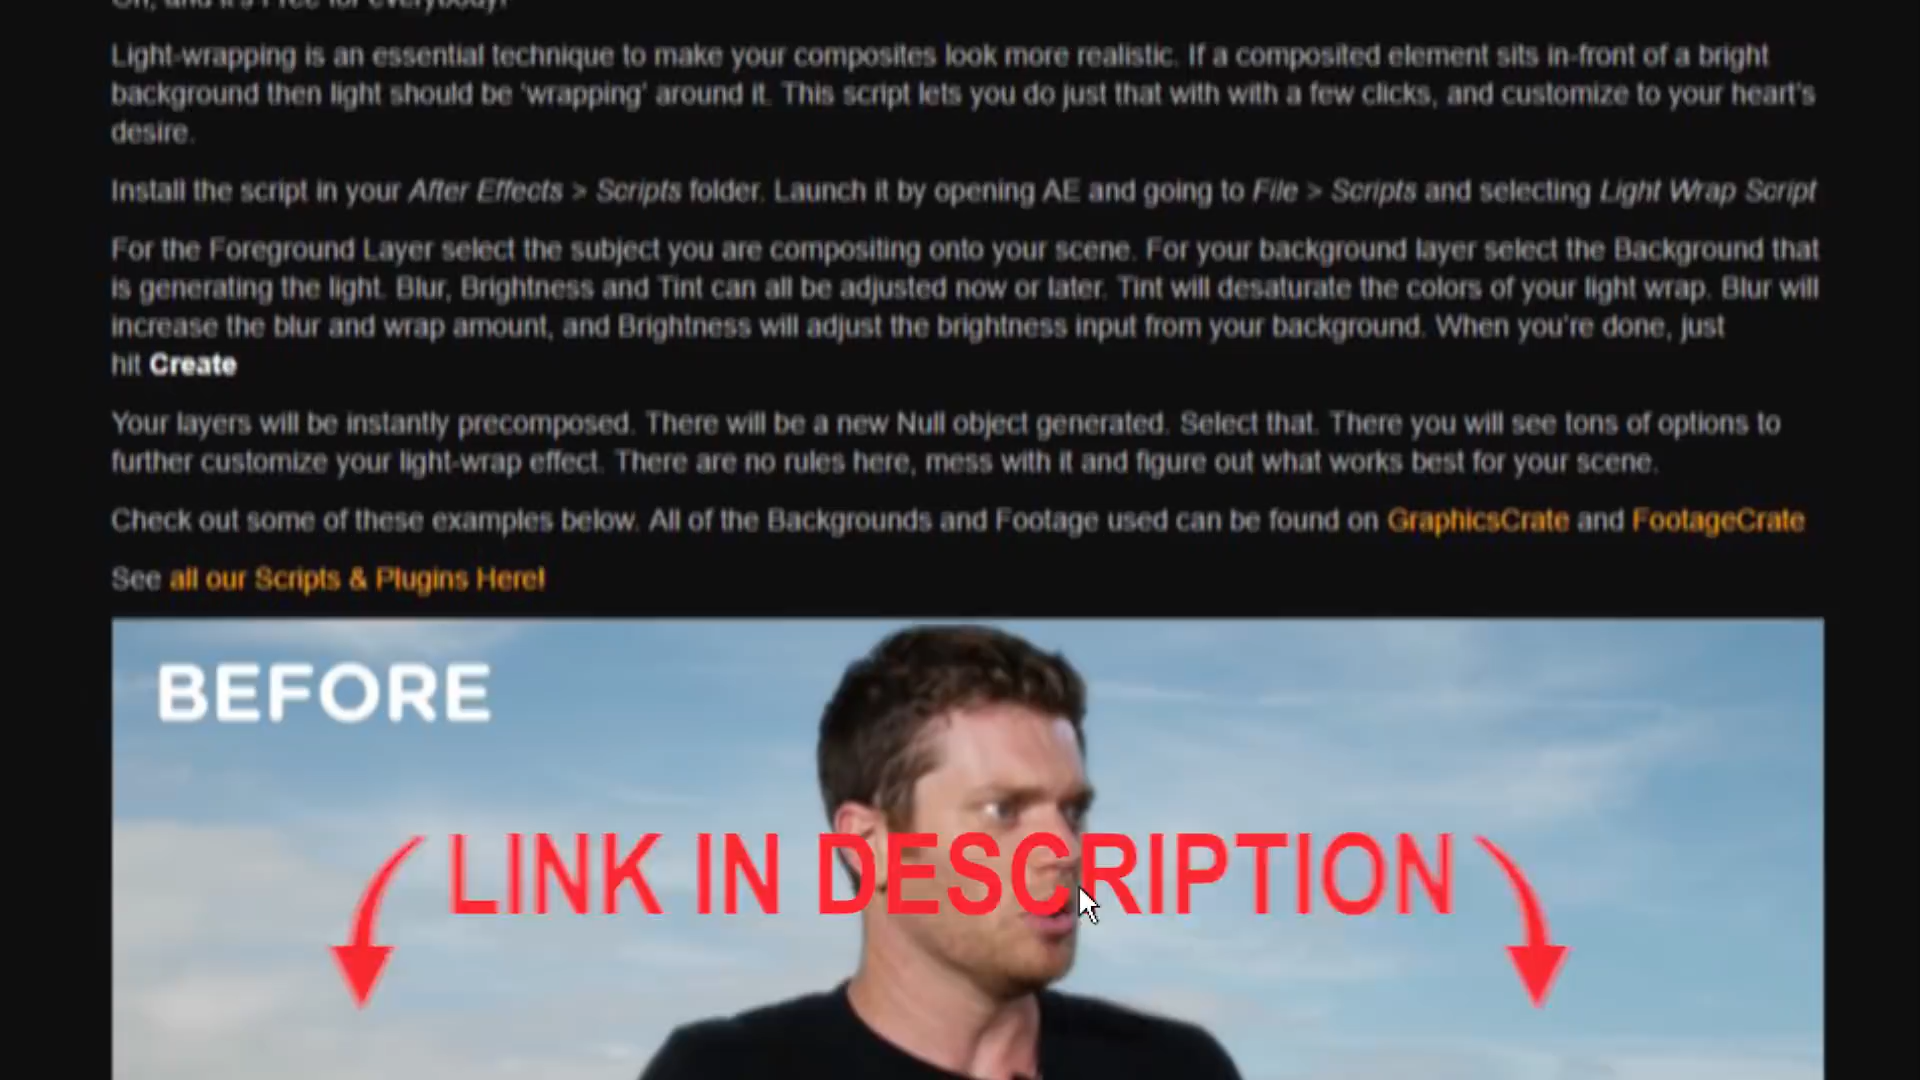 Oh, and it's Free for everybody!
Light-wrapping is an essential technique to make your composites look more realistic. If a composited element sits in-front of a bright
background then light should be 'wrapping' around it. This script lets you do just that with with a few clicks, and customize to your heart's
desire.
Install the script in your After Effects > Scripts folder. Launch it by opening AE and going to File > Scripts and selecting Light Wrap Script
For the Foreground Layer select the subject you are compositing onto your scene. For your background layer select the Background that
is generating the light. Blur, Brightness and Tint can all be adjusted now or later. Tint will desaturate the colors of your light wrap. Blur will
increase the blur and wrap amount, and Brightness will adjust the brightness input from your background. When you're done, just
hit Create
Your layers will be instantly precomposed. There will be a new Null object generated. Select that. There you will see tons of options to
further customize your light-wrap effect. There are no rules here, mess with it and figure out what works best for your scene.
Check out some of these examples below. All of the Backgrounds and Footage used can be found on GraphicsCrate and FootageCrate
See all our Scripts & Plugins Here!
BEFORE
LINK IN DESCRIPTION